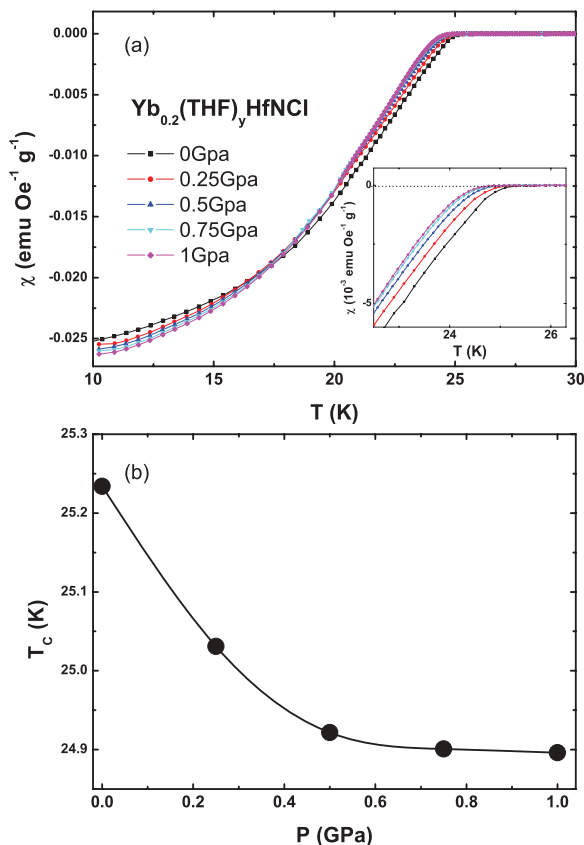 (a)
Yb0.2(THF)yHfNCl
0Gpa
0.25Gpa
0.5Gpa
0.75Gpa
1Gpa
0.000
-0.005
-0.010
-0.015
-0.020
-0.025
χ (emu Oe-1 g-1)
10 15 20 25 30
T (K)
0
-5
χ (10-3 emu Oe-1 g-1)
24 26
T (K)
(b)
25.3
25.2
25.1
25.0
24.9
TC (K)
0.0 0.2 0.4 0.6 0.8 1.0
P (GPa)